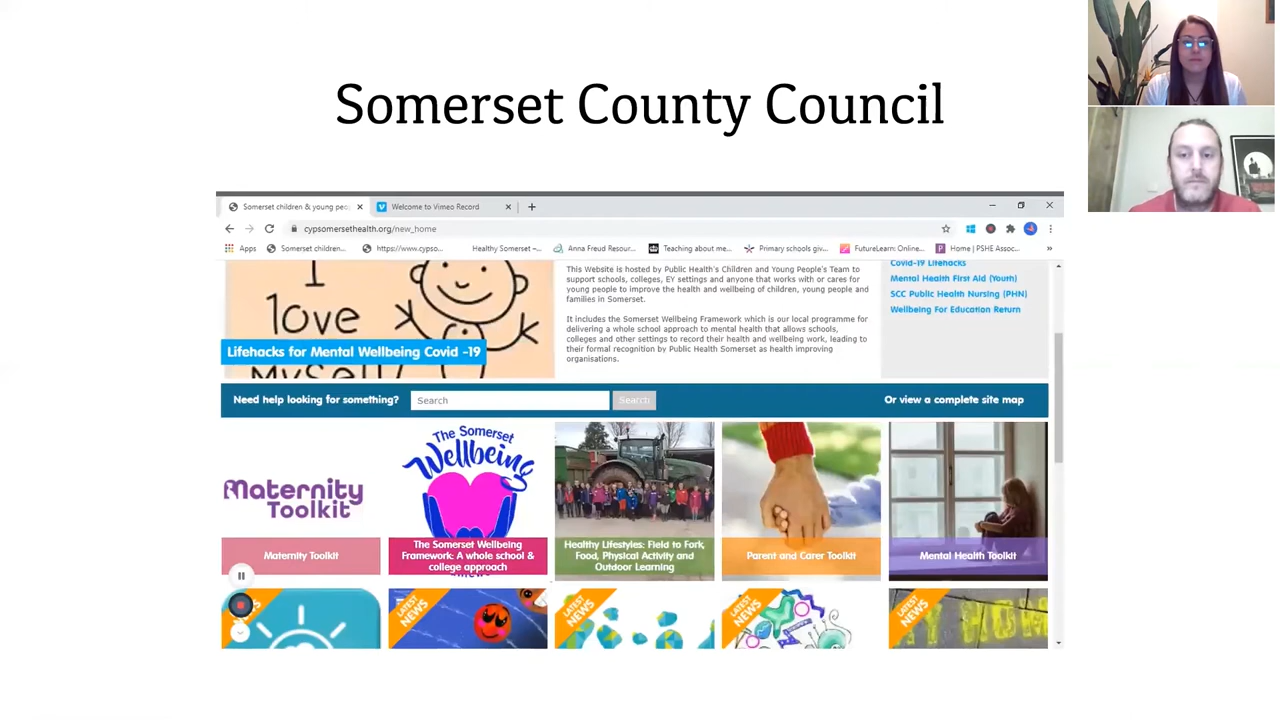 Somerset County Council
Somerset children & young peo
Welcome to Vimeo Record
cypsomersethealth.org/new_home
Apps
Somerset children...
https://www.cypso...
Healthy Somerset –...
Anna Freud Resour...
Teaching about me...
Primary schools giv...
FutureLearn: Online...
Home | PSHE Assoc...
I
love
MYSELF
Lifehacks for Mental Wellbeing Covid -19
This Website is hosted by Public Health's Children and Young People's Team to
support schools, colleges, EY settings and anyone that works with or cares for
young people to improve the health and wellbeing of children, young people and
families in Somerset.
It includes the Somerset Wellbeing Framework which is our local programme for
delivering a whole school approach to mental health that allows schools,
colleges and other settings to record their health and wellbeing work, leading to
their formal recognition by Public Health Somerset as health improving
organisations.
Covid-19 Lifehacks
Mental Health First Aid (Youth)
SCC Public Health Nursing (PHN)
Wellbeing For Education Return
Need help looking for something?
Search
Search
Or view a complete site map
Maternity
Toolkit
Maternity Toolkit
The Somerset
Wellbeing
The Somerset Wellbeing
Framework: A whole school &
college approach
Healthy Lifestyles: Field to Fork,
Food, Physical Activity and
Outdoor Learning
Parent and Carer Toolkit
Mental Health Toolkit
LATEST
NEWS
LATEST
NEWS
LATEST
NEWS
LATEST
NEWS